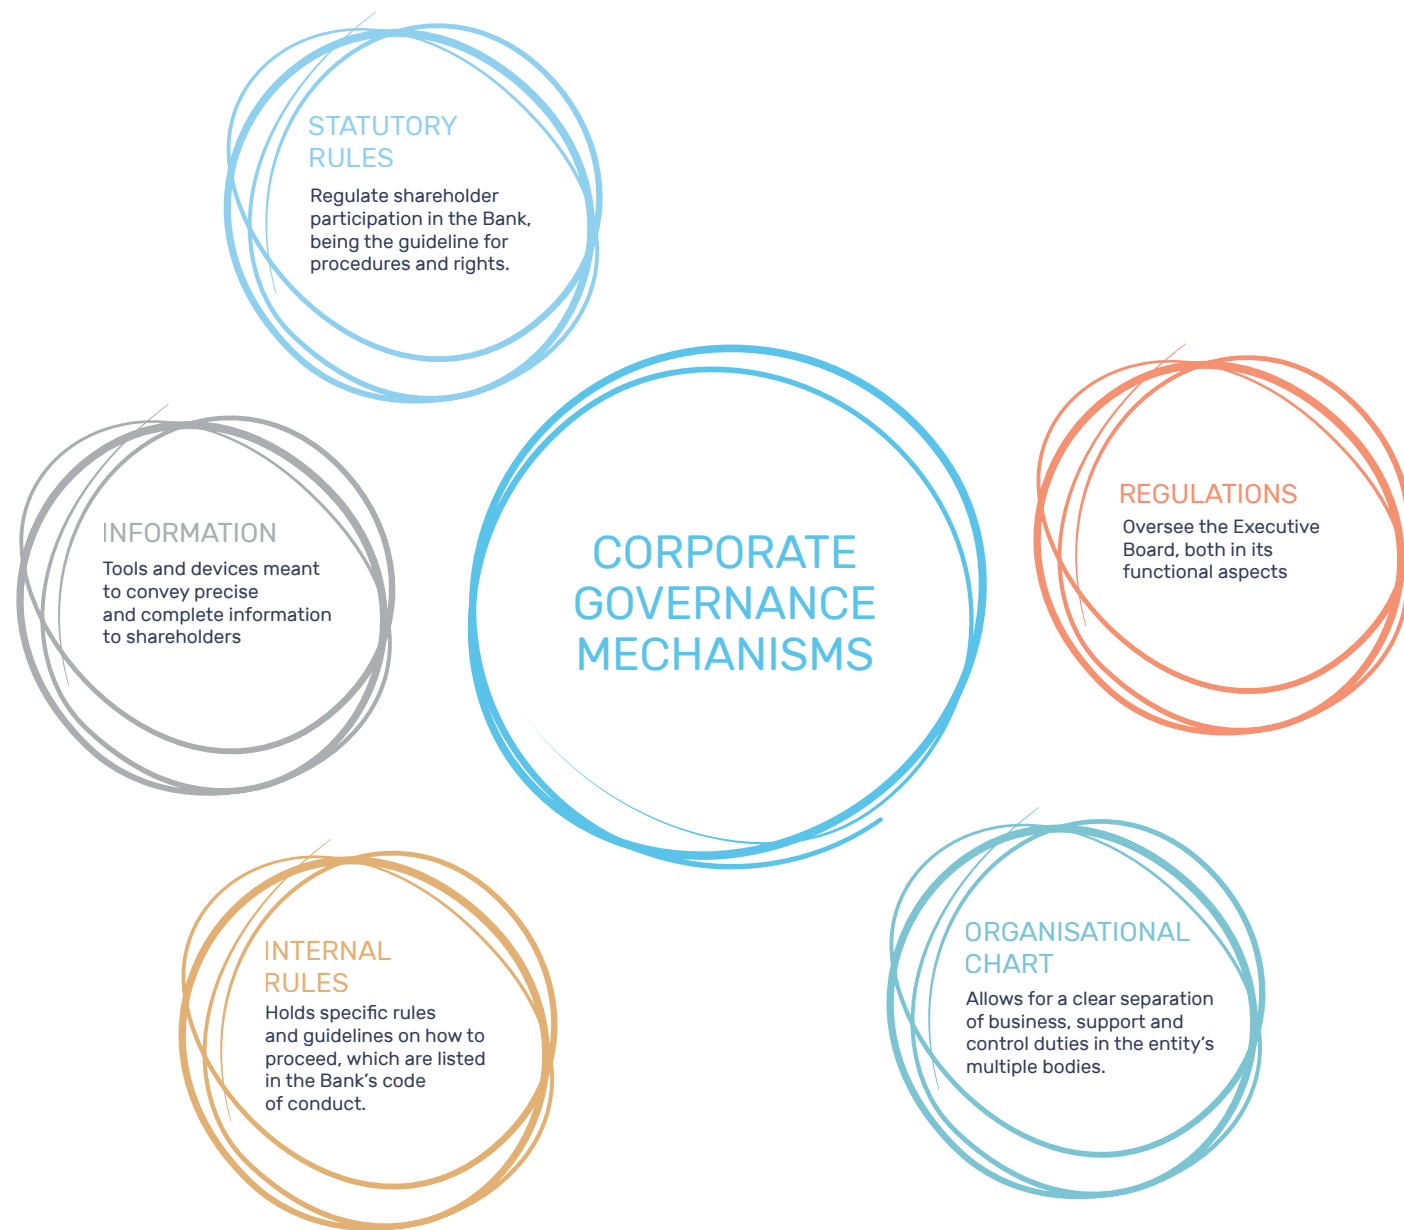 STATUTORY
RULES
Regulate shareholder
participation in the Bank,
being the guideline for
procedures and rights.
INFORMATION
Tools and devices meant
to convey precise
and complete information
to shareholders
CORPORATE
GOVERNANCE
MECHANISMS
REGULATIONS
Oversee the Executive
Board, both in its
functional aspects
INTERNAL
RULES
Holds specific rules
and guidelines on how to
proceed, which are listed
in the Bank's code
of conduct.
ORGANISATIONAL
CHART
Allows for a clear separation
of business, support and
control duties in the entity's
multiple bodies.